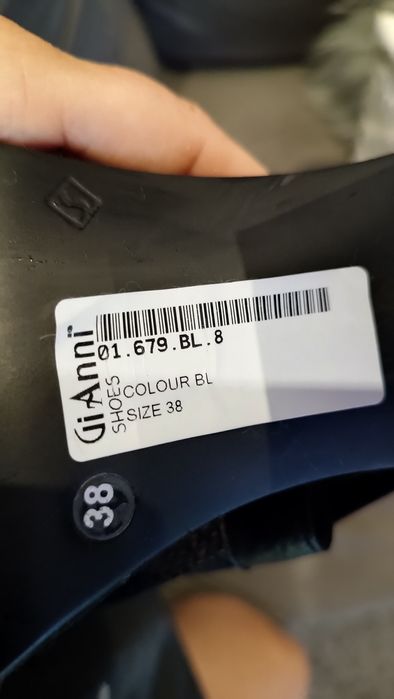 GiAnni
SHOES
01.679.BL.8
COLOUR BL
SIZE 38
38